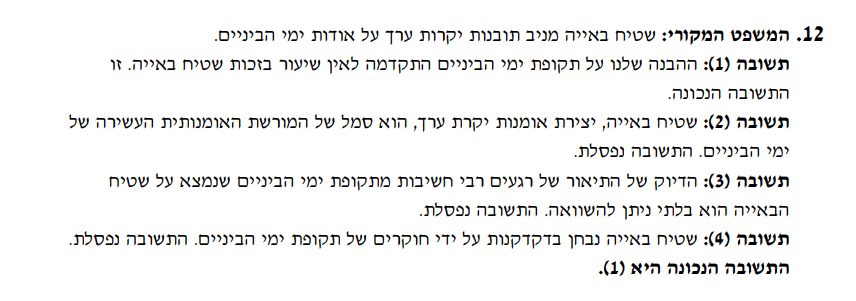 12. המשפט המקורי: שטיח באייה מניב תובנות יקרות ערך על אודות ימי הביניים.
תשובה (1): ההבנה שלנו על תקופת ימי הביניים התקדמה לאין שיעור בזכות שטיח באייה. זו
התשובה הנכונה.
תשובה (2): שטיח באייה, יצירת אומנות יקרת ערך, הוא סמל של המורשת האומנותית העשירה של
ימי הביניים. התשובה נפסלת.
תשובה (3): הדיוק של התיאור של רגעים רבי חשיבות מתקופת ימי הביניים שנמצא על שטיח
הבאייה הוא בלתי ניתן להשוואה. התשובה נפסלת.
תשובה (4): שטיח באייה נבחן בדקדקנות על ידי חוקרים של תקופת ימי הביניים. התשובה נפסלת.
התשובה הנכונה היא (1).